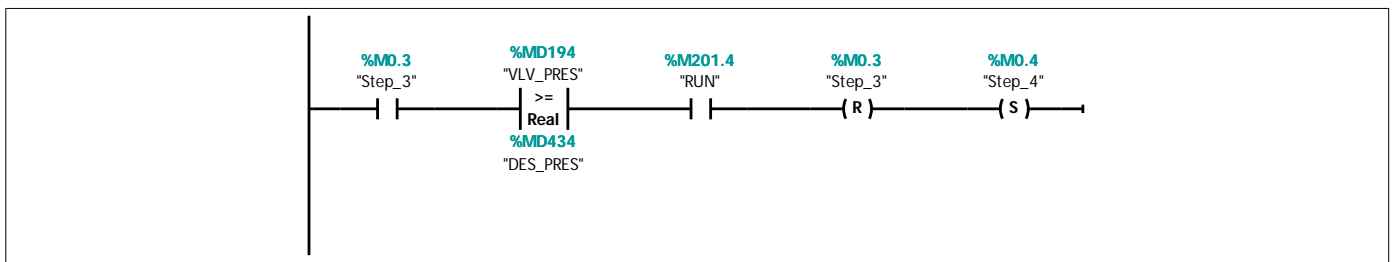 %M0.3
"Step_3"
%MD194
"VLV_PRES"
>=
Real
%MD434
"DES_PRES"
%M201.4
"RUN"
%M0.3
"Step_3"
R
%M0.4
"Step_4"
S